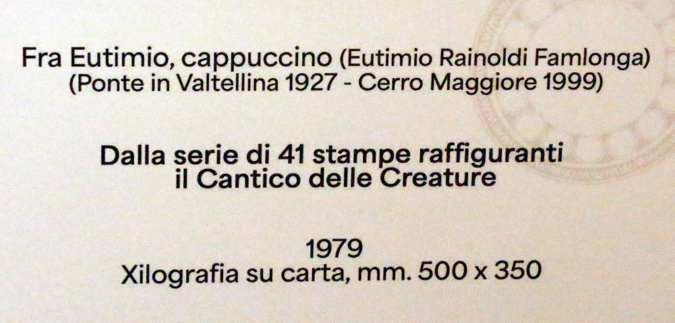 Fra Eutimio, cappuccino (Eutimio Rainoldi Famlonga)
(Ponte in Valtellina 1927 - Cerro Maggiore 1999)
Dalla serie di 41 stampe raffiguranti
il Cantico delle Creature
1979
Xilografia su carta, mm. 500 x 350